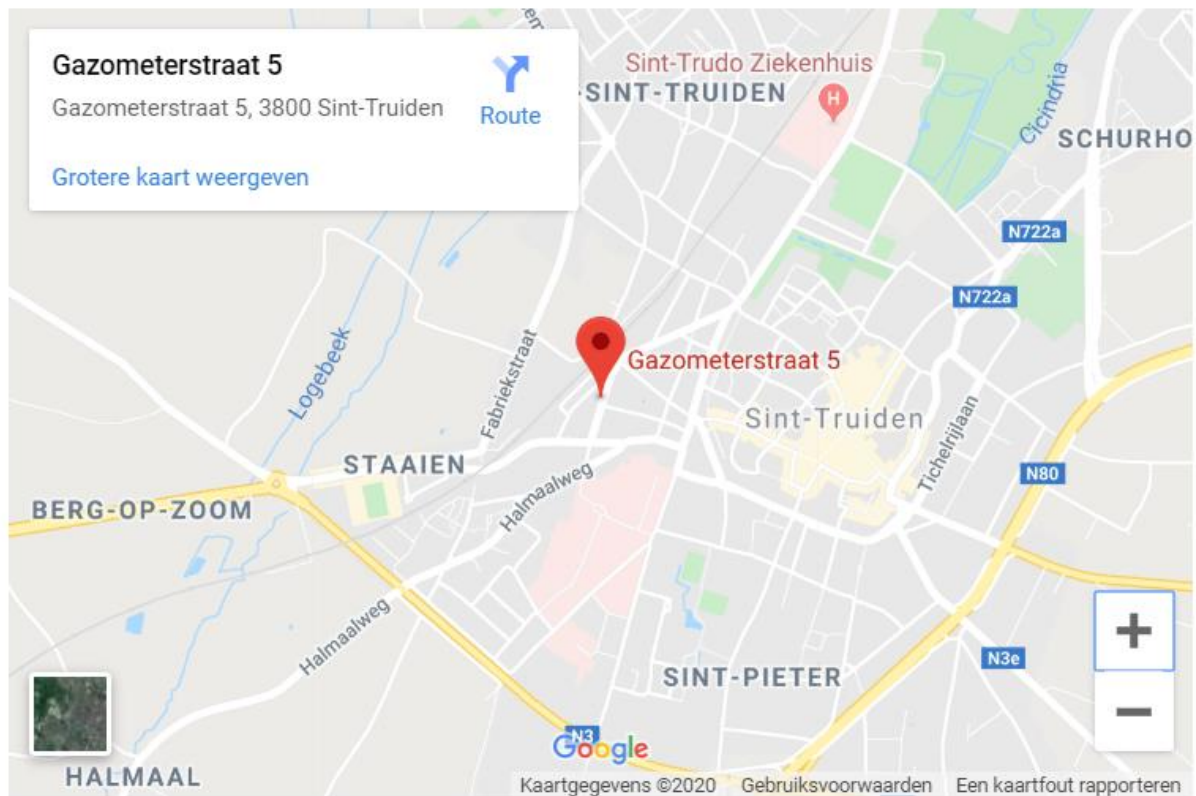 Gazometerstraat 5
Gazometerstraat 5, 3800 Sint-Truiden
Route
Grotere kaart weergeven
Sint-Trudo Ziekenhuis
H
-SINT-TRUIDEN
Cicindria
SCHURHO
N722a
N722a
Logebeek
Fabriekstraat
Gazometerstraat 5
Sint-Truiden
Tichelrijlaan
STAAIEN
N80
BERG-OP-ZOOM
Halmaalweg
Halmaalweg
+
N3e
SINT-PIETER
−
N3
Google
HALMAAL
Kaartgegevens ©2020 Gebruiksvoorwaarden Een kaartfout rapporteren